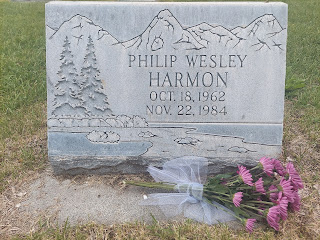 PHILIP WESLEY
HARMON
OCT. 18, 1962
NOV. 22, 1984